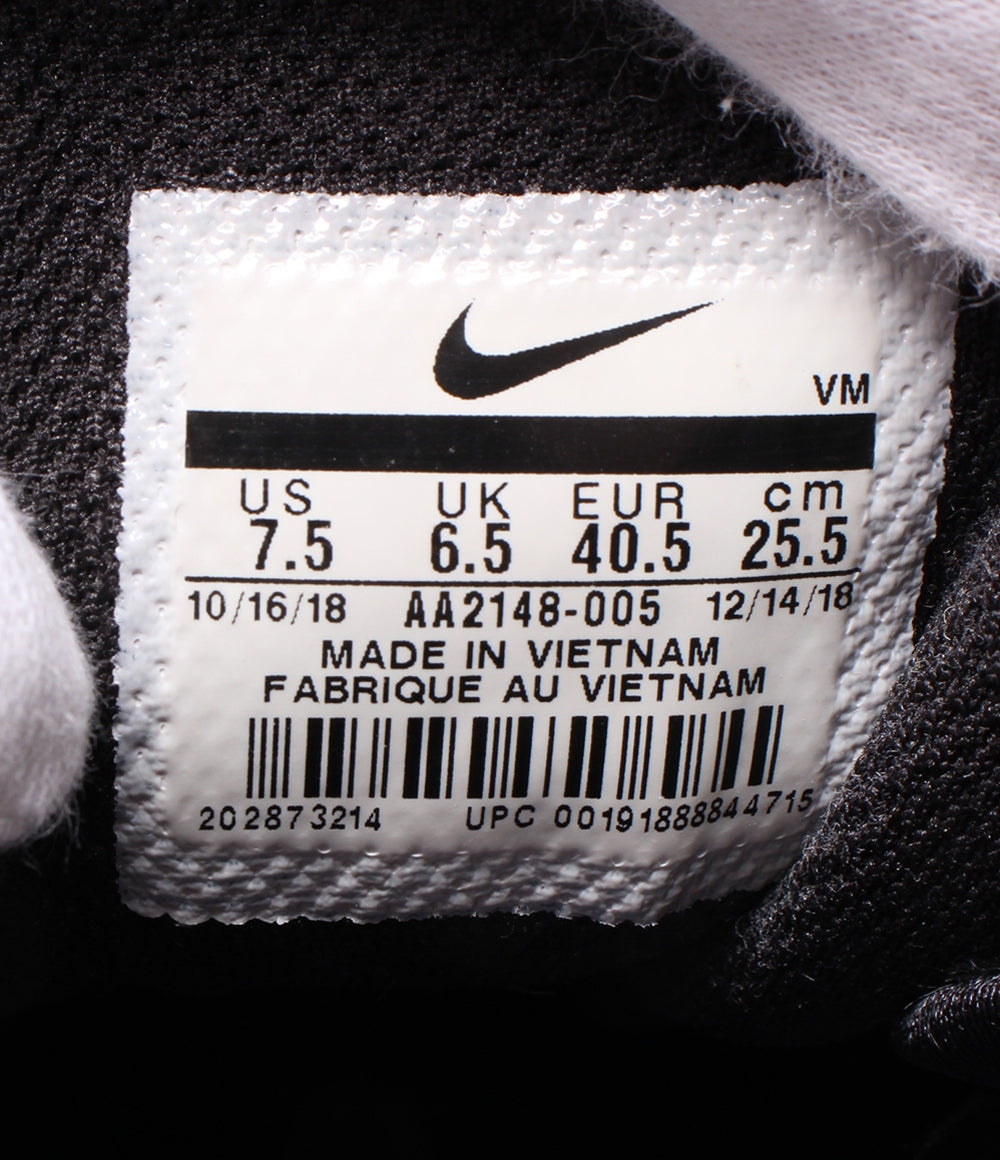 VM
US UK EUR cm
7.5 6.5 40.5 25.5
10/16/18 AA2148-005 12/14/18
MADE IN VIETNAM
FABRIQUE AU VIETNAM
202873214 UPC 00191888844715